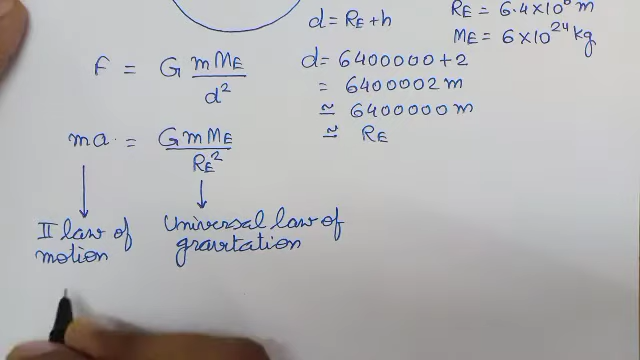 d = RE + h
RE = 6.4×10⁶ m
ME = 6×10²⁴ kg
F = G mME / d²
d = 6400000 + 2
= 6400002 m
≃ 6400000 m
≃ RE
ma = GmME / RE²
II law of motion
Universal law of gravitation